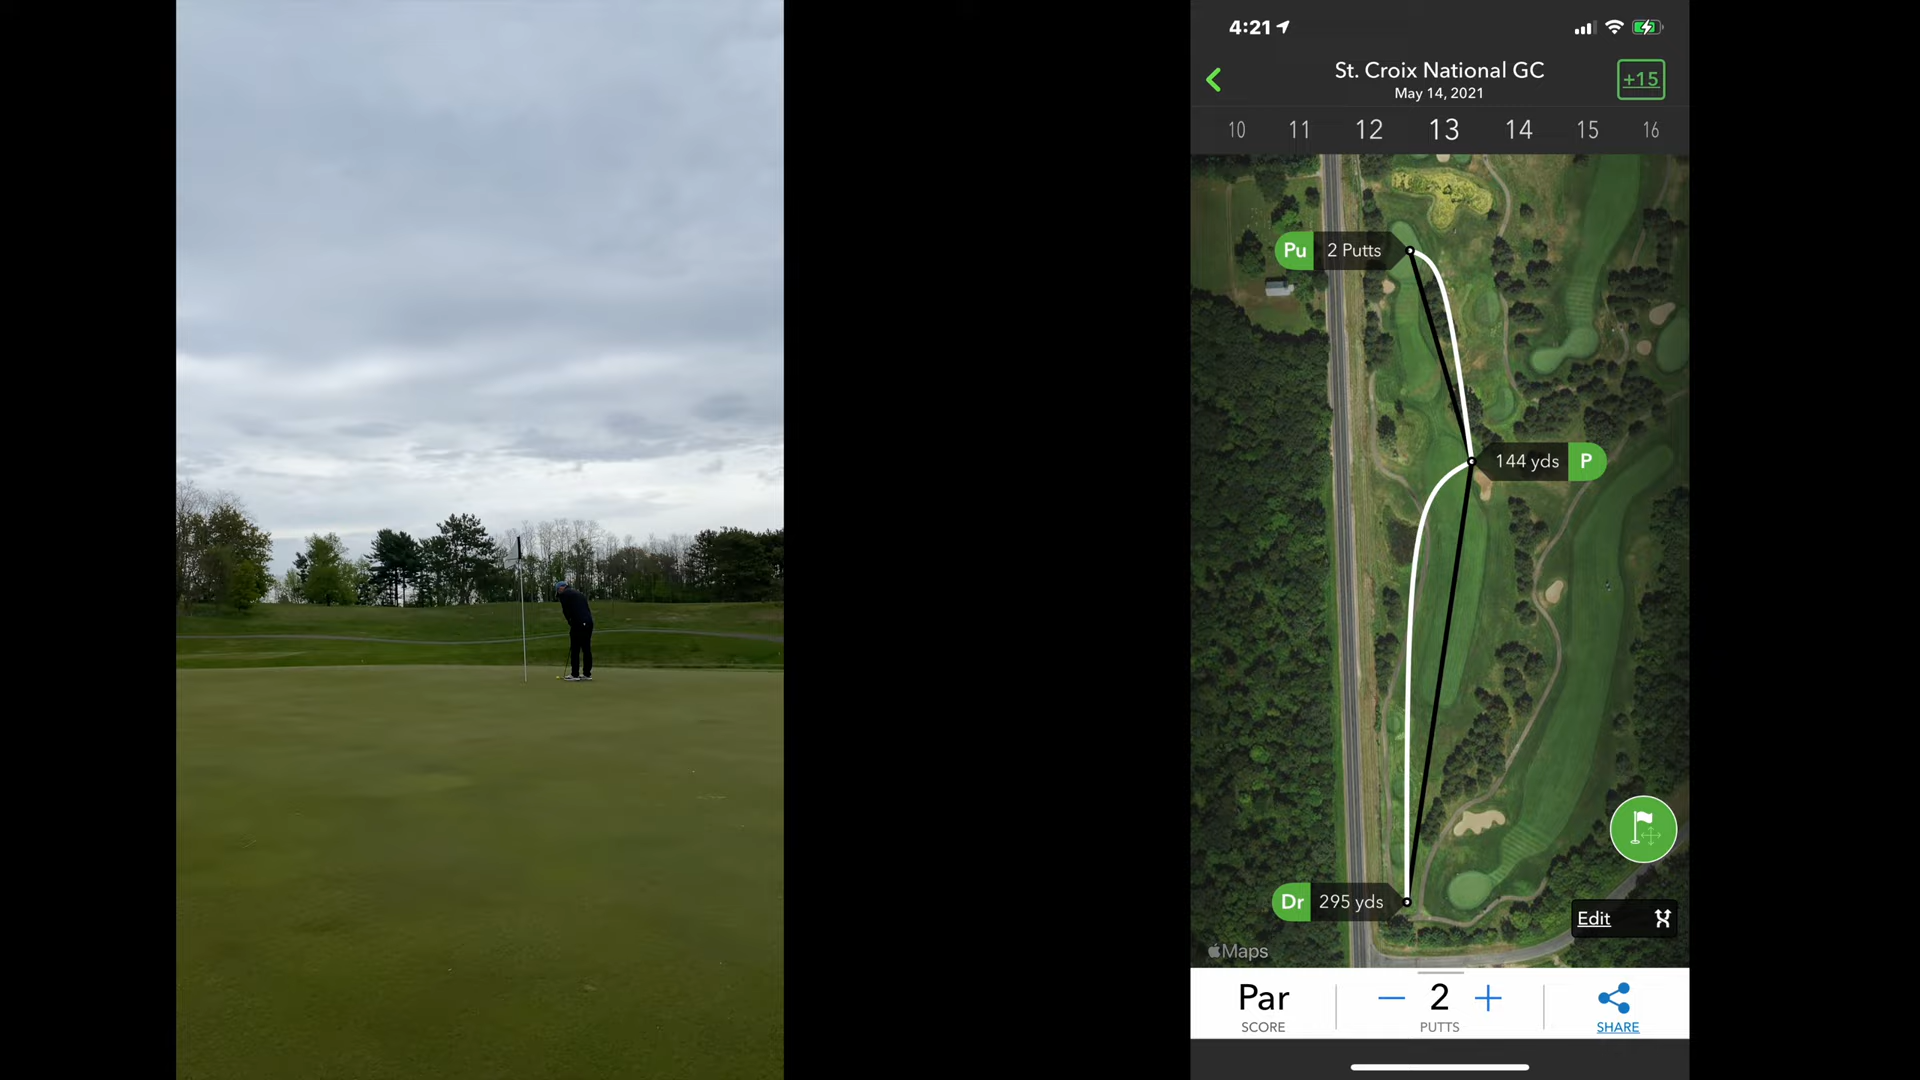 4:21
St. Croix National GC
May 14, 2021
+15
10 11 12 13 14 15 16
Pu 2 Putts
144 yds P
Dr 295 yds
Edit
Maps
Par - 2 +
SCORE PUTTS SHARE